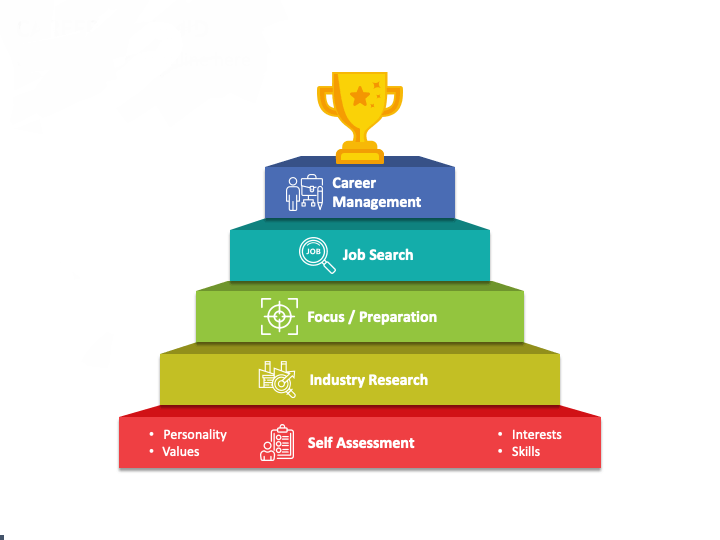 Career
Management
JOB
Job Search
Focus / Preparation
Industry Research
• Personality
• Values
Self Assessment
• Interests
• Skills